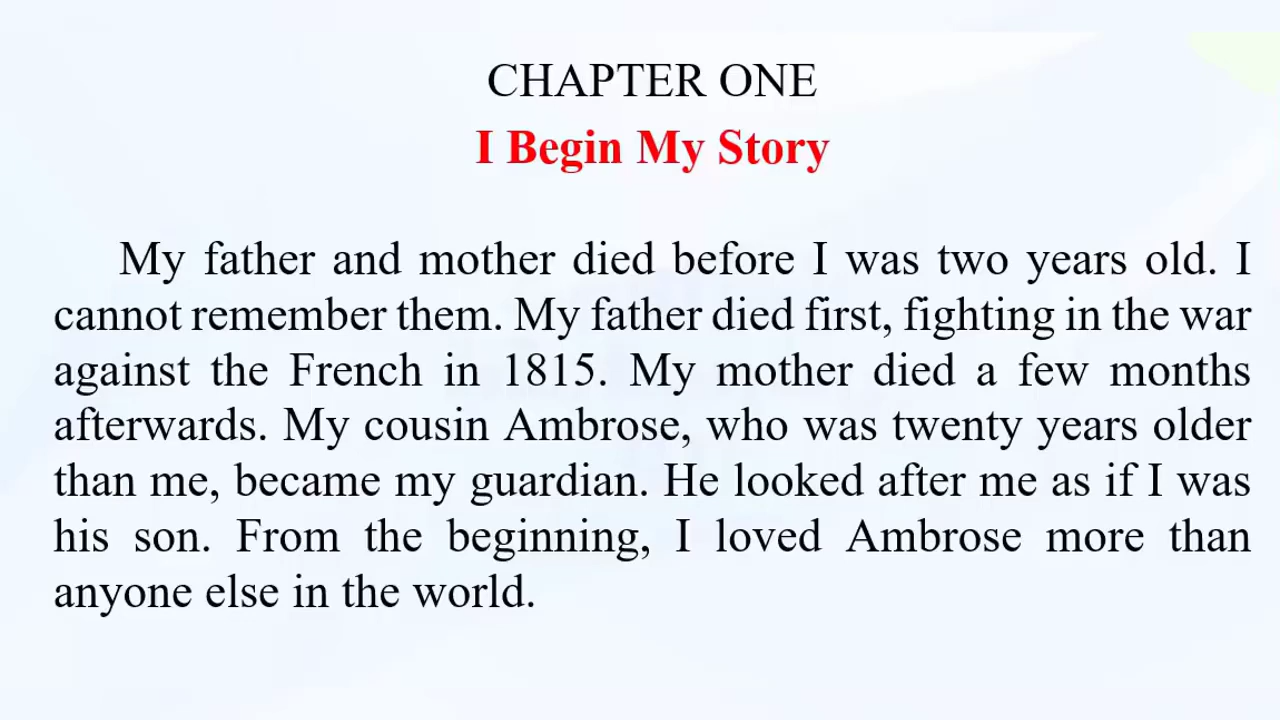 CHAPTER ONE
I Begin My Story
My father and mother died before I was two years old. I
cannot remember them. My father died first, fighting in the war
against the French in 1815. My mother died a few months
afterwards. My cousin Ambrose, who was twenty years older
than me, became my guardian. He looked after me as if I was
his son. From the beginning, I loved Ambrose more than
anyone else in the world.